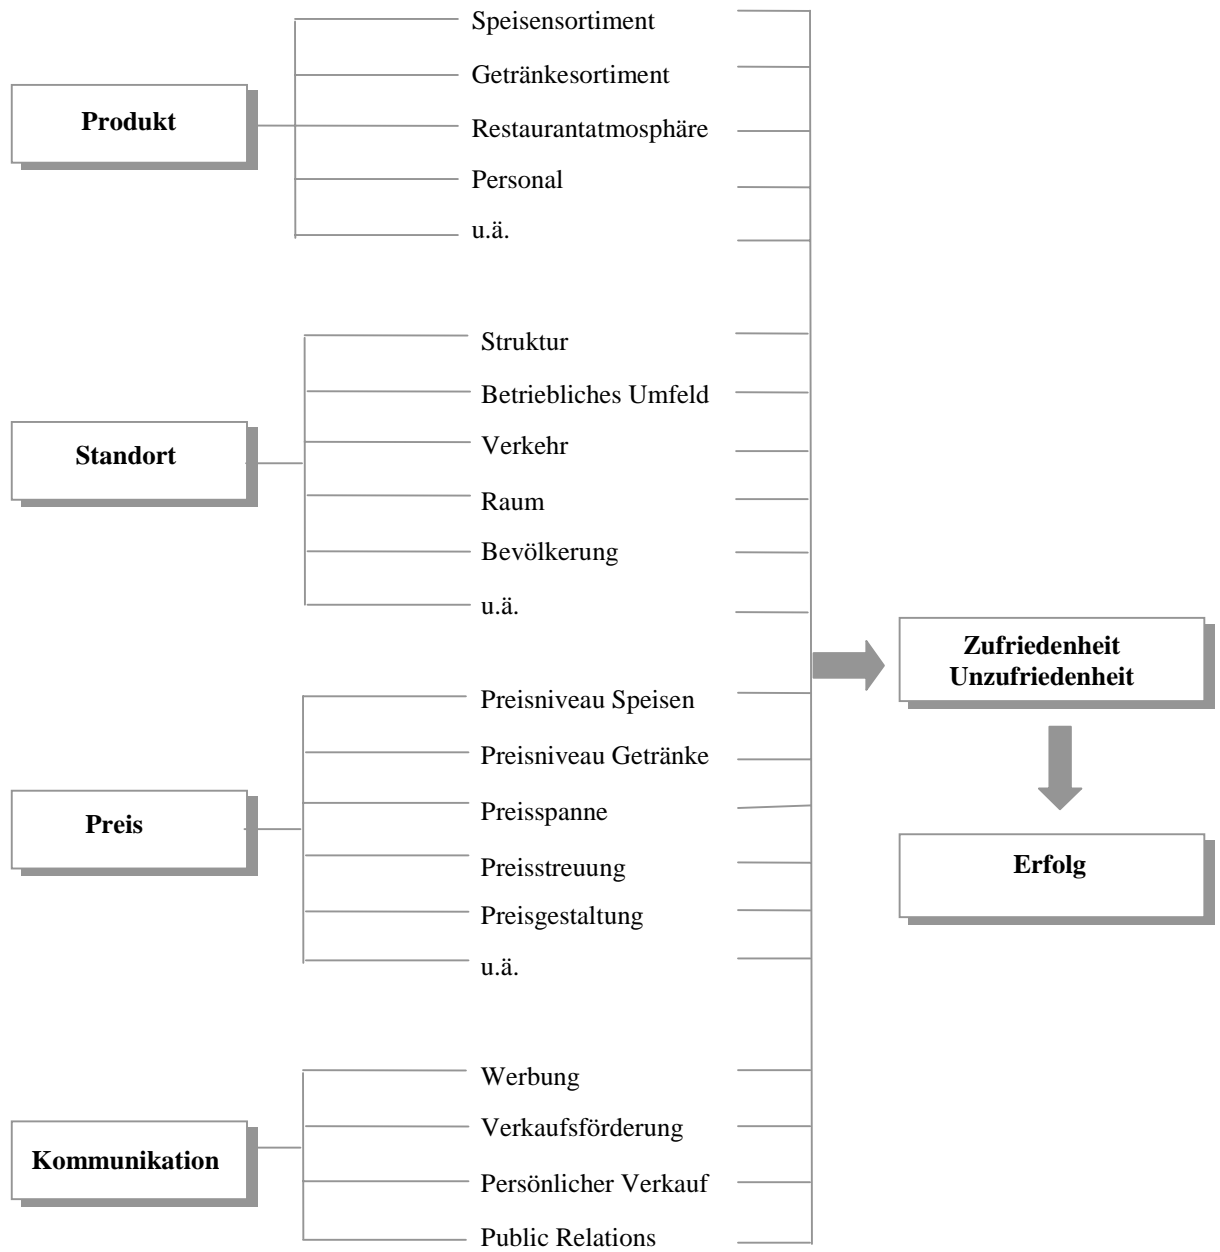 Produkt
Speisensortiment
Getränkesortiment
Restaurantatmosphäre
Personal
u.ä.
Standort
Struktur
Betriebliches Umfeld
Verkehr
Raum
Bevölkerung
u.ä.
Preis
Preisniveau Speisen
Preisniveau Getränke
Preisspanne
Preisstreuung
Preisgestaltung
u.ä.
Kommunikation
Werbung
Verkaufsförderung
Persönlicher Verkauf
Public Relations
Zufriedenheit
Unzufriedenheit
Erfolg